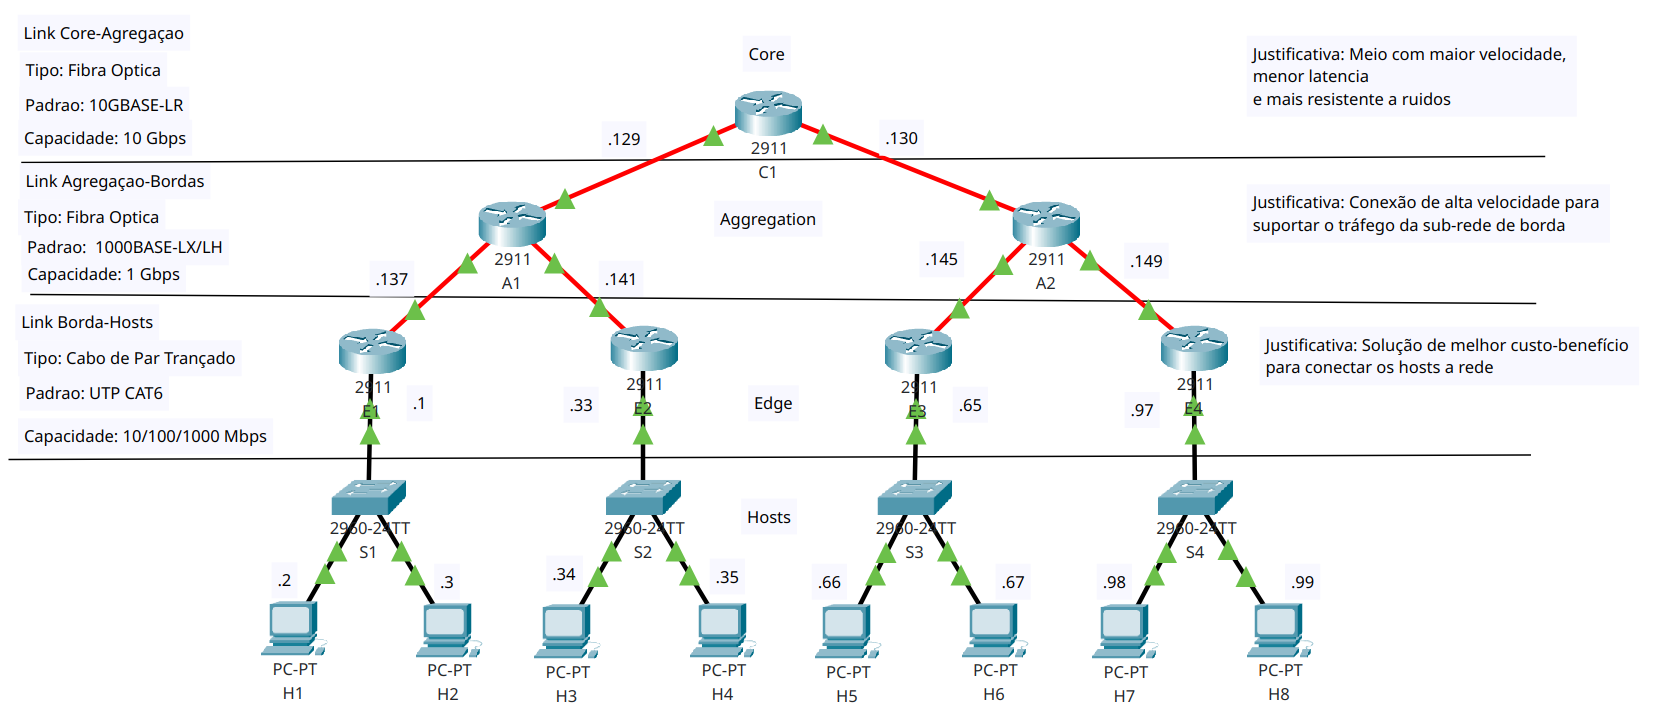 Link Core-Agregaçao
Tipo: Fibra Optica
Padrao: 10GBASE-LR
Capacidade: 10 Gbps
Core
Justificativa: Meio com maior velocidade,
menor latencia
e mais resistente a ruidos
.129
.130
2911
C1
Link Agregaçao-Bordas
Tipo: Fibra Optica
Padrao:  1000BASE-LX/LH
Capacidade: 1 Gbps
Aggregation
Justificativa: Conexão de alta velocidade para
suportar o tráfego da sub-rede de borda
2911
A1
2911
A2
.137
.141
.145
.149
Link Borda-Hosts
Tipo: Cabo de Par Trançado
Padrao: UTP CAT6
Capacidade: 10/100/1000 Mbps
Justificativa: Solução de melhor custo-benefício
para conectar os hosts a rede
2911
E1
.1
2911
E2
.33
Edge
2911
E3
.65
2911
E4
.97
2960-24TT
S1
2960-24TT
S2
Hosts
2960-24TT
S3
2960-24TT
S4
.2
.3
.34
.35
.66
.67
.98
.99
PC-PT
H1
PC-PT
H2
PC-PT
H3
PC-PT
H4
PC-PT
H5
PC-PT
H6
PC-PT
H7
PC-PT
H8